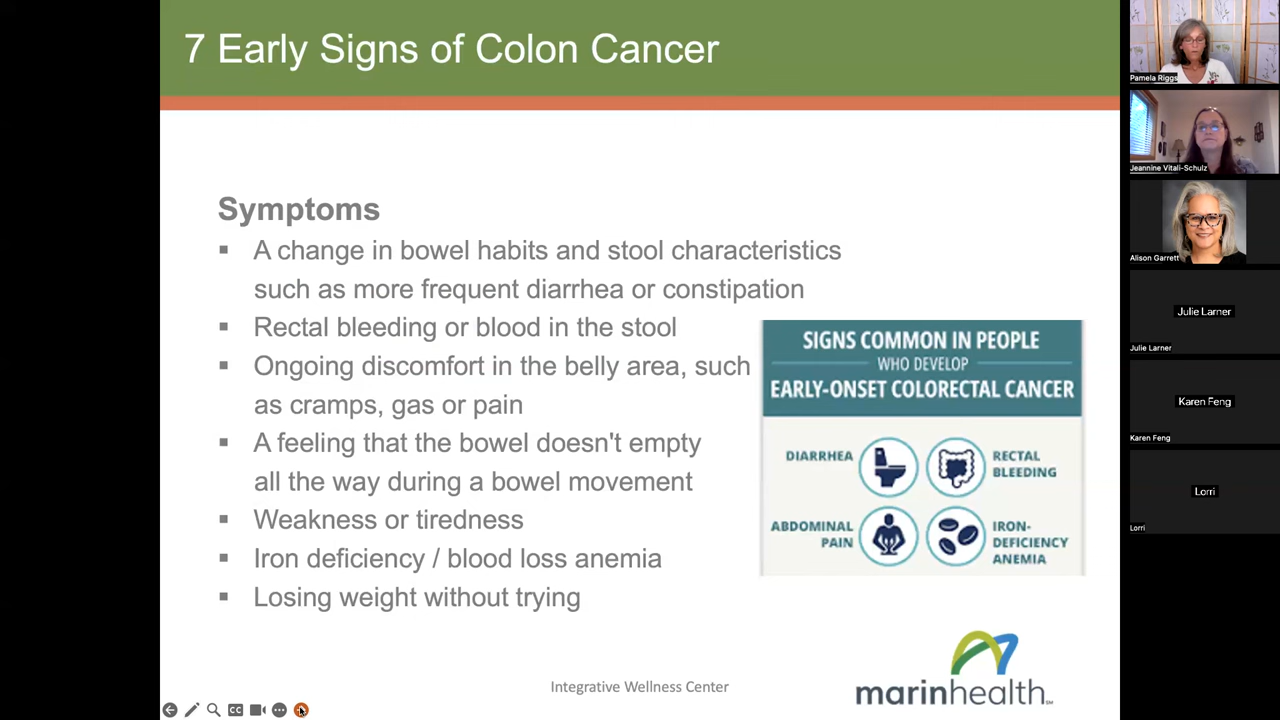 7 Early Signs of Colon Cancer
Symptoms
▪ A change in bowel habits and stool characteristics
such as more frequent diarrhea or constipation
▪ Rectal bleeding or blood in the stool
▪ Ongoing discomfort in the belly area, such
as cramps, gas or pain
▪ A feeling that the bowel doesn't empty
all the way during a bowel movement
▪ Weakness or tiredness
▪ Iron deficiency / blood loss anemia
▪ Losing weight without trying
SIGNS COMMON IN PEOPLE
WHO DEVELOP
EARLY-ONSET COLORECTAL CANCER
DIARRHEA
RECTAL
BLEEDING
ABDOMINAL
PAIN
IRON-
DEFICIENCY
ANEMIA
Integrative Wellness Center
marinhealth℠
CC
Pamela Riggs
Jeannine Vitali-Schulz
Alison Garrett
Julie Larner
Julie Larner
Karen Feng
Karen Feng
Lorri
Lorri